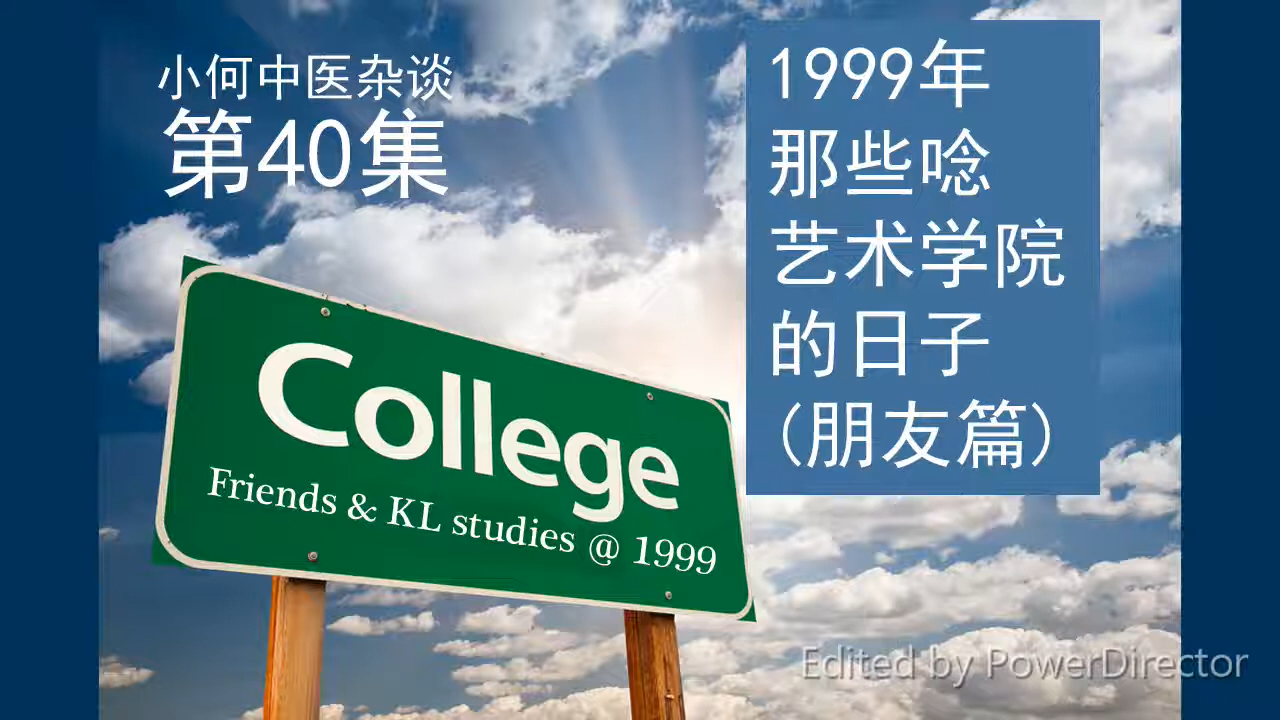 小何中医杂谈
第40集
1999年
那些唸
艺术学院
的日子
(朋友篇)
College
Friends & KL studies @ 1999
Edited by PowerDirector